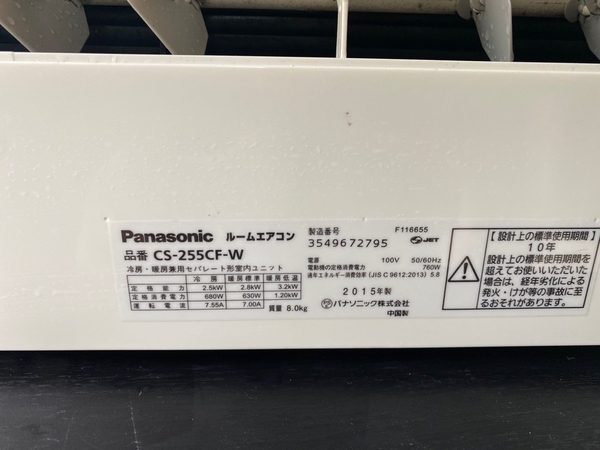 Panasonic ルームエアコン
品番 CS-255CF-W
冷房・暖房兼用セパレート形室内ユニット
冷房 暖房標準 暖房低温
定格能力 2.5kW 2.8kW 3.2kW
定格消費電力 680W 630W 1.20kW
運転電流 7.55A 7.00A
質量 8.0kg
製造番号 F116655
3549672795 JET
電源 100V 50/60Hz
電動機の定格消費電力 760W
通年エネルギー消費効率 (JIS C 9612:2013) 5.8
2015年製
パナソニック株式会社
中国製
【設計上の標準使用期間】
10年
設計上の標準使用期間を
超えてお使いいただいた
場合は、経年劣化による
発火・けが等の事故に至
るおそれがあります。